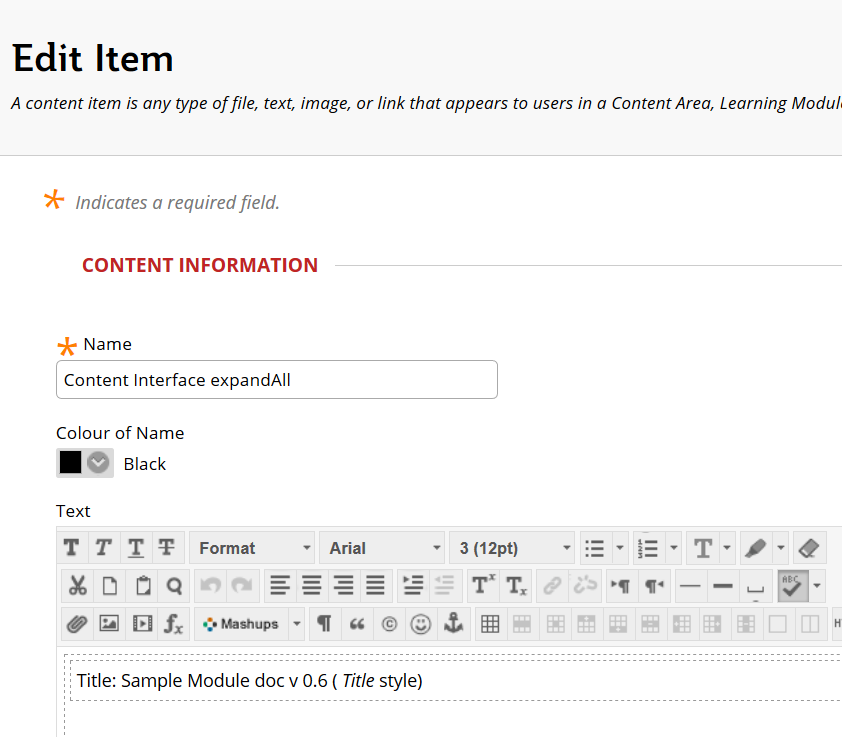 Edit Item
A content item is any type of file, text, image, or link that appears to users in a Content Area, Learning
Indicates a required field.
CONTENT INFORMATION
Name
Content Interface expandAll
Colour of Name
Black
Text
Format Arial 3 (12pt)
Mashups
Title: Sample Module doc v 0.6 ( Title style)